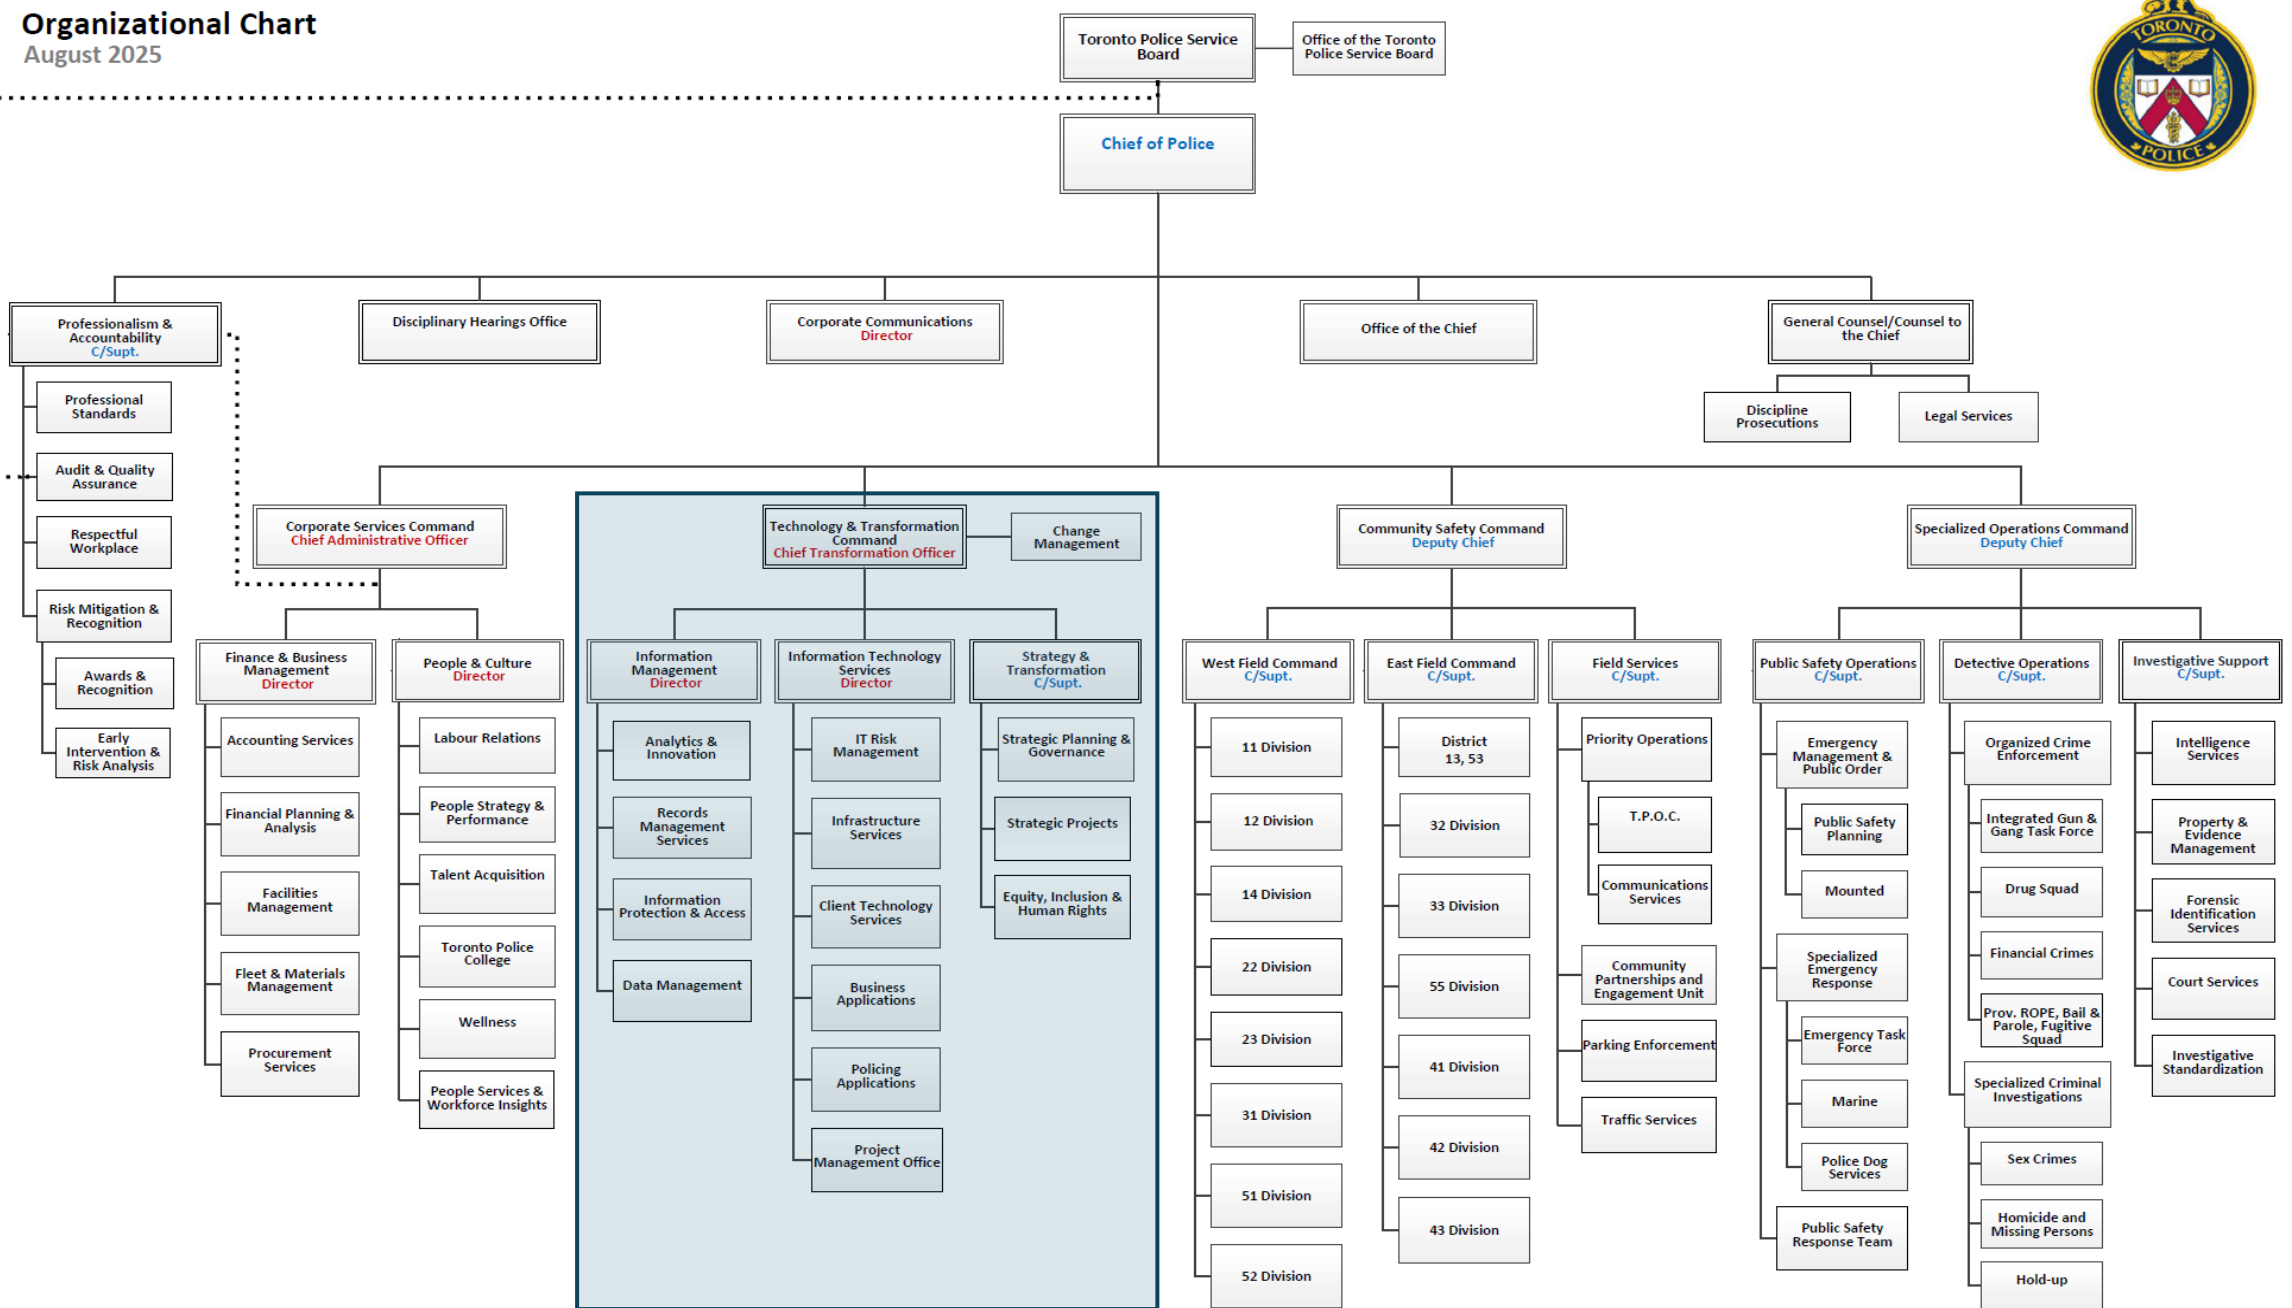 Organizational Chart
August 2025
Toronto Police Service
Board
Office of the Toronto
Police Service Board
TORONTO
POLICE
Chief of Police
Professionalism &
Accountability
C/Supt.
Disciplinary Hearings Office
Corporate Communications
Director
Office of the Chief
General Counsel/Counsel to
the Chief
Professional
Standards
Audit & Quality
Assurance
Respectful
Workplace
Risk Mitigation &
Recognition
Awards &
Recognition
Early
Intervention &
Risk Analysis
Discipline
Prosecutions
Legal Services
Corporate Services Command
Chief Administrative Officer
Technology & Transformation
Command
Chief Transformation Officer
Change
Management
Community Safety Command
Deputy Chief
Specialized Operations Command
Deputy Chief
Finance & Business
Management
Director
Accounting Services
Financial Planning &
Analysis
Facilities
Management
Fleet & Materials
Management
Procurement
Services
People & Culture
Director
Labour Relations
People Strategy &
Performance
Talent Acquisition
Toronto Police
College
Wellness
People Services &
Workforce Insights
Information
Management
Director
Analytics &
Innovation
Records
Management
Services
Information
Protection & Access
Data Management
Information Technology
Services
Director
IT Risk
Management
Infrastructure
Services
Client Technology
Services
Business
Applications
Policing
Applications
Project
Management Office
Strategy &
Transformation
C/Supt.
Strategic Planning &
Governance
Strategic Projects
Equity, Inclusion &
Human Rights
West Field Command
C/Supt.
11 Division
12 Division
14 Division
22 Division
23 Division
31 Division
51 Division
52 Division
East Field Command
C/Supt.
District
13, 53
32 Division
33 Division
55 Division
41 Division
42 Division
43 Division
Field Services
C/Supt.
Priority Operations
T.P.O.C.
Communications
Services
Community
Partnerships and
Engagement Unit
Parking Enforcement
Traffic Services
Public Safety Operations
C/Supt.
Emergency
Management &
Public Order
Public Safety
Planning
Mounted
Specialized
Emergency
Response
Emergency Task
Force
Marine
Police Dog
Services
Public Safety
Response Team
Detective Operations
C/Supt.
Organized Crime
Enforcement
Integrated Gun &
Gang Task Force
Drug Squad
Financial Crimes
Prov. ROPE, Bail &
Parole, Fugitive
Squad
Specialized Criminal
Investigations
Sex Crimes
Homicide and
Missing Persons
Hold-up
Investigative Support
C/Supt.
Intelligence
Services
Property &
Evidence
Management
Forensic
Identification
Services
Court Services
Investigative
Standardization